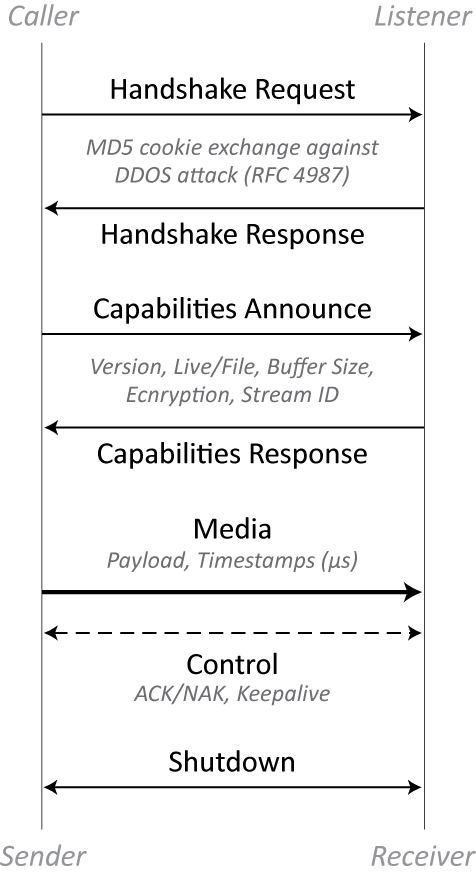 Caller Listener
Handshake Request
MD5 cookie exchange against
DDOS attack (RFC 4987)
Handshake Response
Capabilities Announce
Version, Live/File, Buffer Size,
Ecnryption, Stream ID
Capabilities Response
Media
Payload, Timestamps (µs)
Control
ACK/NAK, Keepalive
Shutdown
Sender Receiver